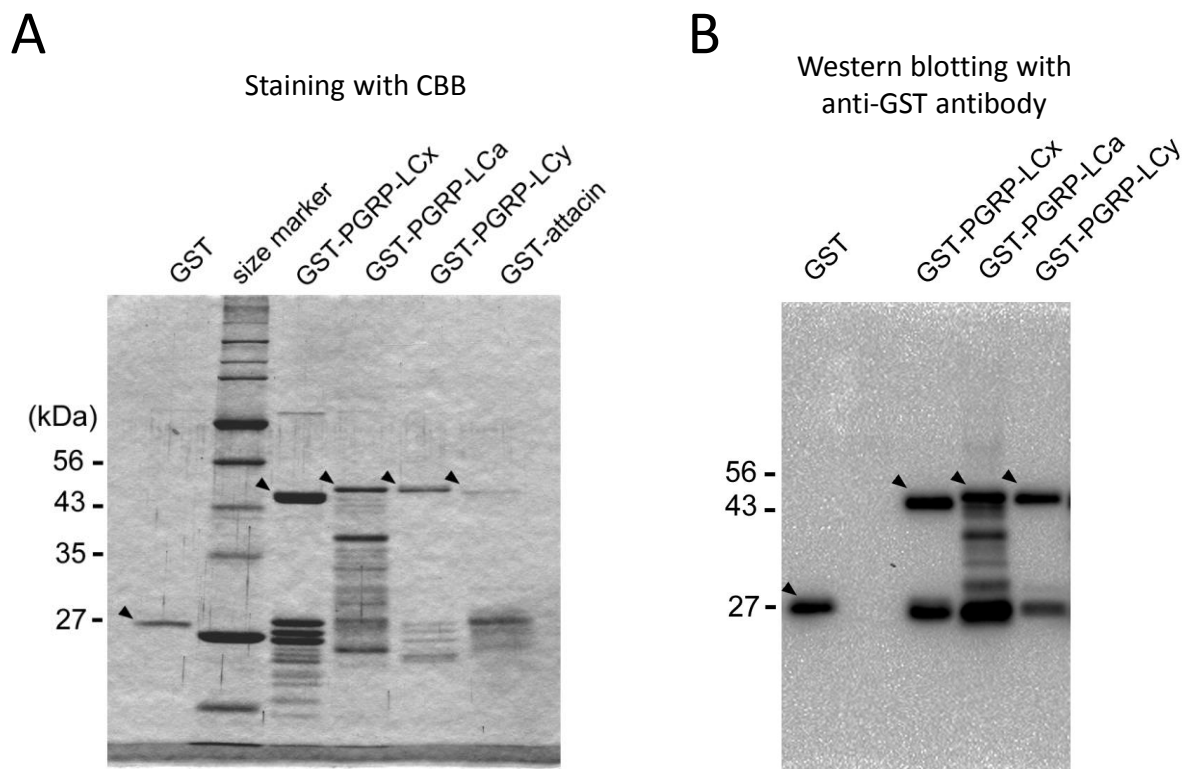 A
Staining with CBB
GST
size marker
GST-PGRP-LCx
GST-PGRP-LCa
GST-PGRP-LCy
GST-attacin
(kDa)
56 -
43 -
35 -
27 -
B
Western blotting with
anti-GST antibody
GST
GST-PGRP-LCx
GST-PGRP-LCa
GST-PGRP-LCy
56 -
43 -
27 -